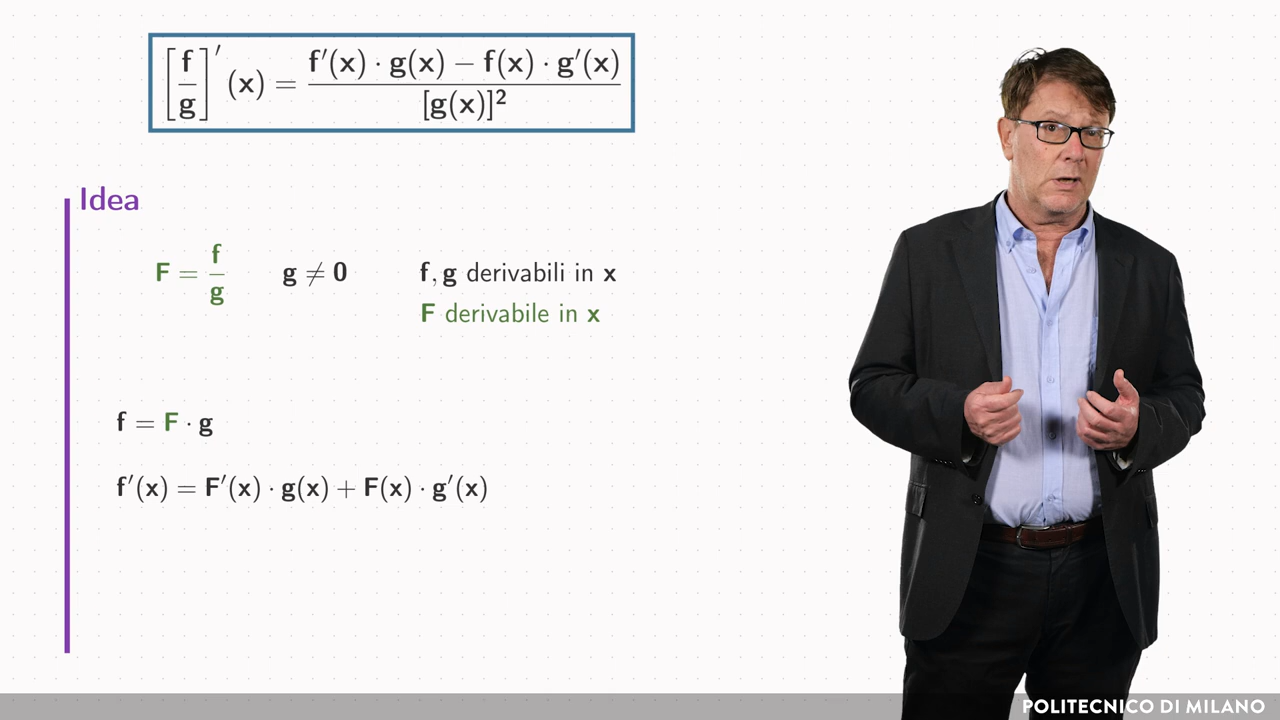 [f/g]′(x) = f′(x) · g(x) − f(x) · g′(x) / [g(x)]²
Idea
F = f/g g ≠ 0 f, g derivabili in x
F derivabile in x
f = F · g
f′(x) = F′(x) · g(x) + F(x) · g′(x)
POLITECNICO DI MILANO